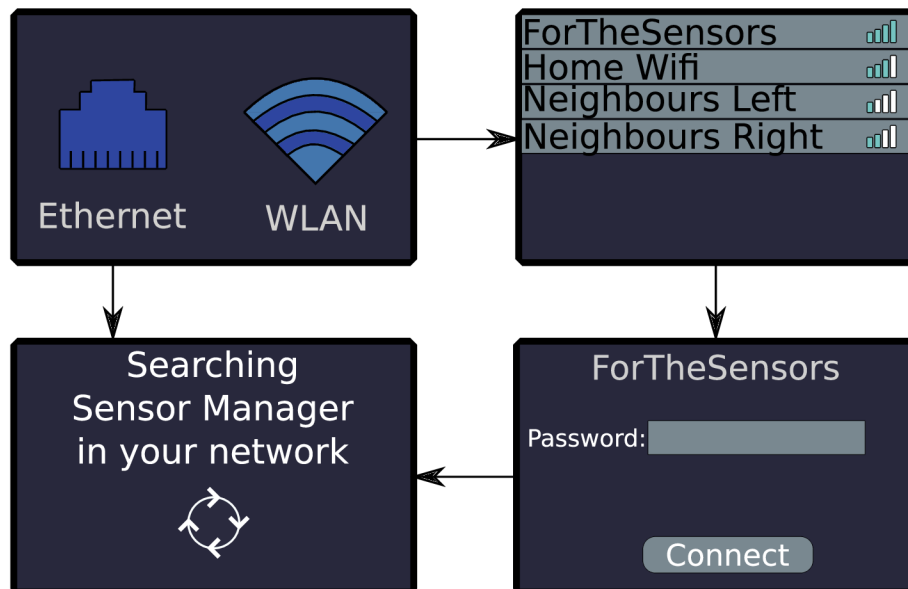 Ethernet
WLAN
ForTheSensors
Home Wifi
Neighbours Left
Neighbours Right
Searching
Sensor Manager
in your network
ForTheSensors
Password:
Connect